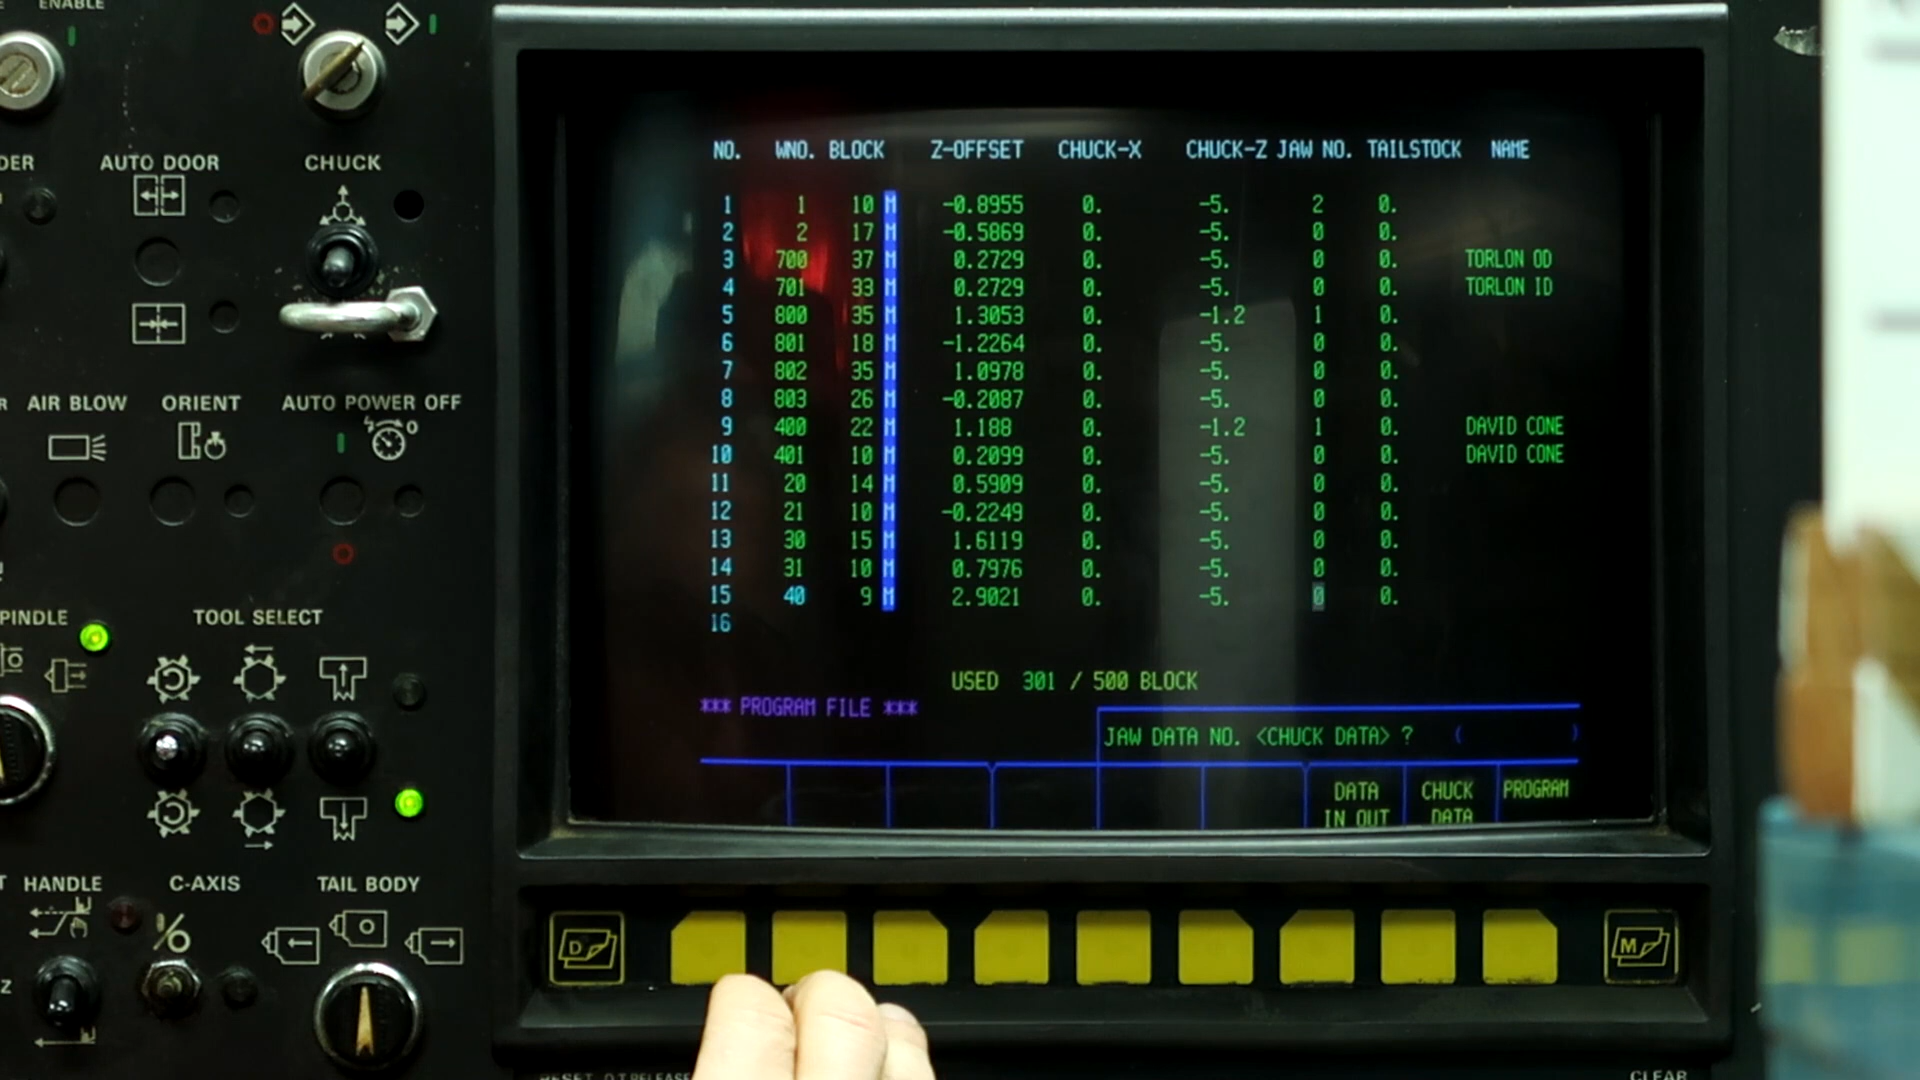 ENABLE
DER AUTO DOOR CHUCK
AIR BLOW ORIENT AUTO POWER OFF
PINDLE TOOL SELECT
HANDLE C-AXIS TAIL BODY
Z
NO. WNO. BLOCK Z-OFFSET CHUCK-X CHUCK-Z JAW NO. TAILSTOCK NAME
1 1 10 M -0.8955 0. -5. 2 0.
2 2 17 M -0.5869 0. -5. 0 0.
3 700 37 M 0.2729 0. -5. 0 0. TORLON OD
4 701 33 M 0.2729 0. -5. 0 0. TORLON ID
5 800 35 M 1.3053 0. -1.2 1 0.
6 801 18 M -1.2264 0. -5. 0 0.
7 802 35 M 1.0978 0. -5. 0 0.
8 803 26 M -0.2087 0. -5. 0 0.
9 400 22 M 1.188 0. -1.2 1 0. DAVID CONE
10 401 10 M 0.2099 0. -5. 0 0. DAVID CONE
11 20 14 M 0.5909 0. -5. 0 0.
12 21 10 M -0.2249 0. -5. 0 0.
13 30 15 M 1.6119 0. -5. 0 0.
14 31 10 M 0.7976 0. -5. 0 0.
15 40 9 M 2.9021 0. -5. 0 0.
16
USED 301 / 500 BLOCK
*** PROGRAM FILE ***
JAW DATA NO. <CHUCK DATA> ? ( )
DATA IN OUT
CHUCK DATA
PROGRAM
D M
RESET O.T.RELEASE CLEAR